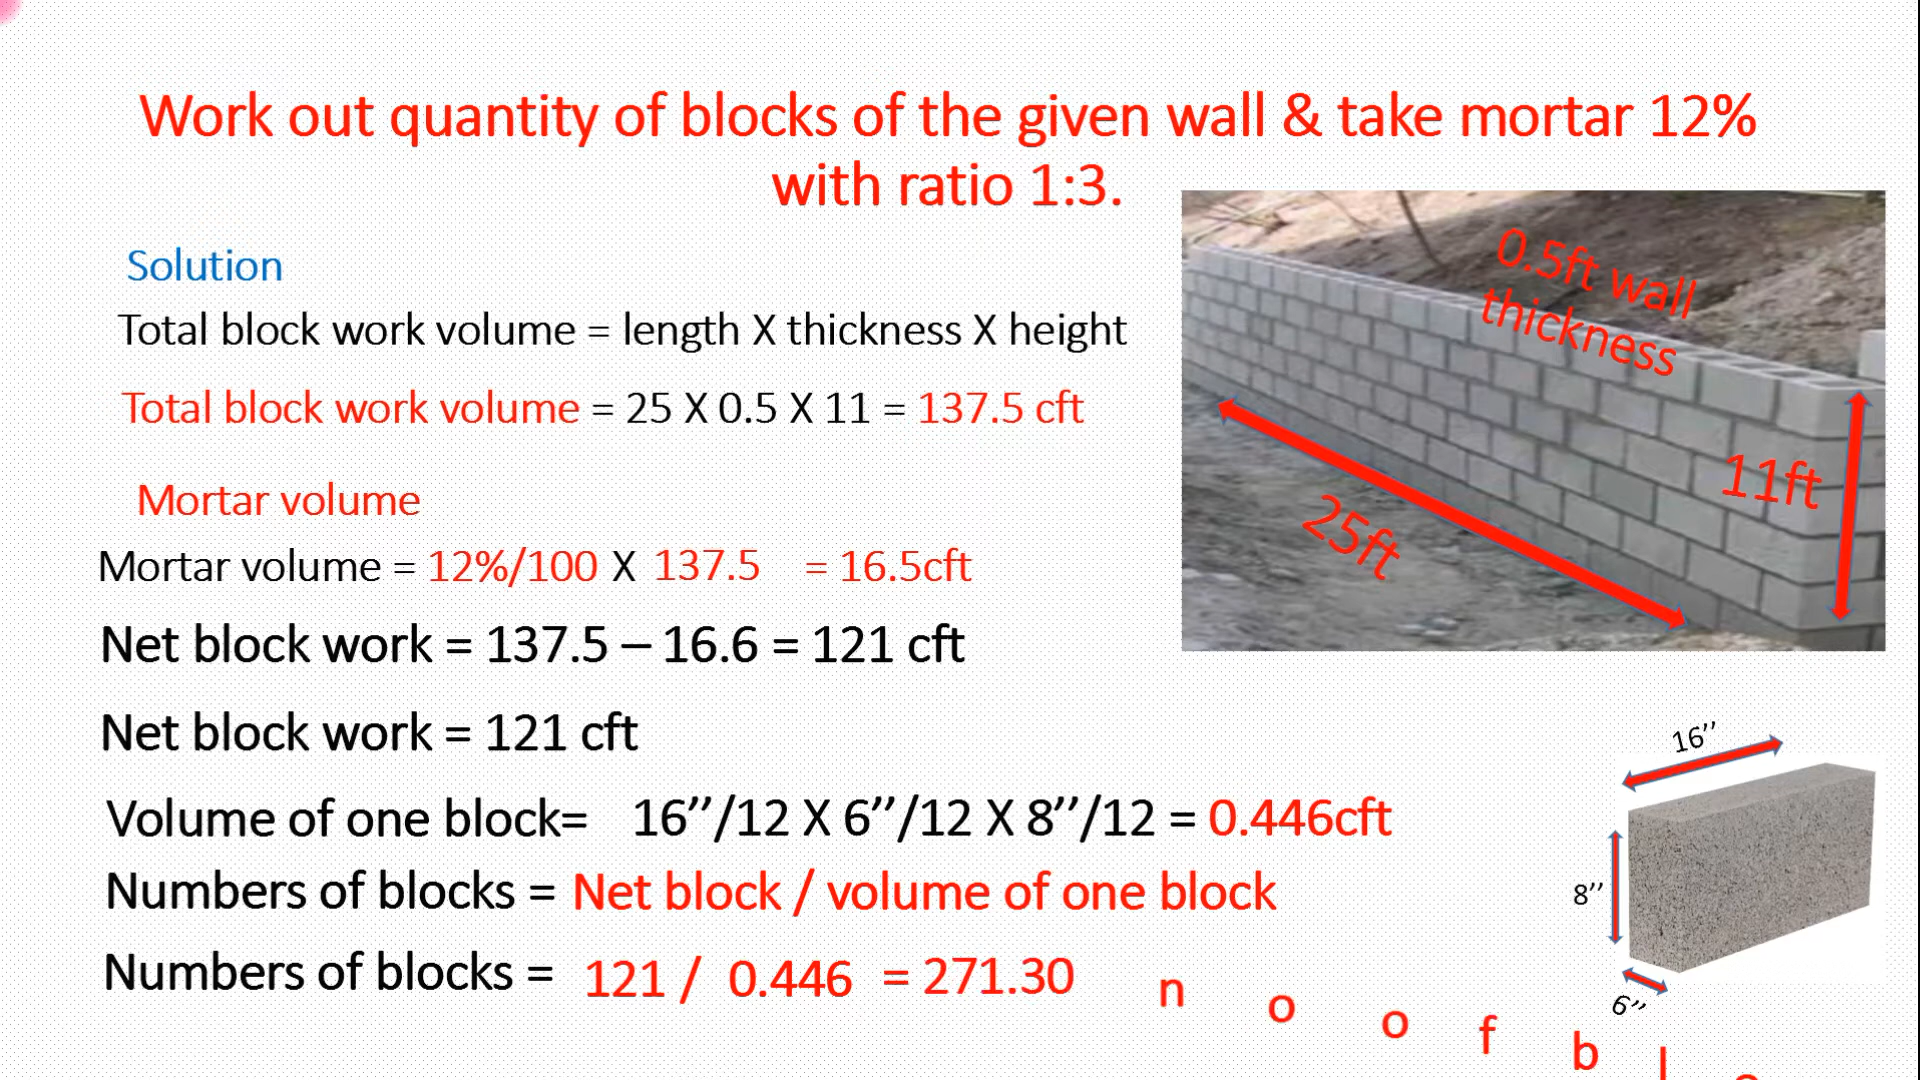 Work out quantity of blocks of the given wall & take mortar 12%
with ratio 1:3.
Solution
Total block work volume = length X thickness X height
Total block work volume = 25 X 0.5 X 11 = 137.5 cft
Mortar volume
Mortar volume = 12%/100 X 137.5 = 16.5cft
Net block work = 137.5 – 16.6 = 121 cft
Net block work = 121 cft
Volume of one block= 16’’/12 X 6’’/12 X 8’’/12 = 0.446cft
Numbers of blocks = Net block / volume of one block
Numbers of blocks = 121 / 0.446 = 271.30 n o o f b l
0.5ft wall
thickness
11ft
25ft
16’’
8’’
6’’